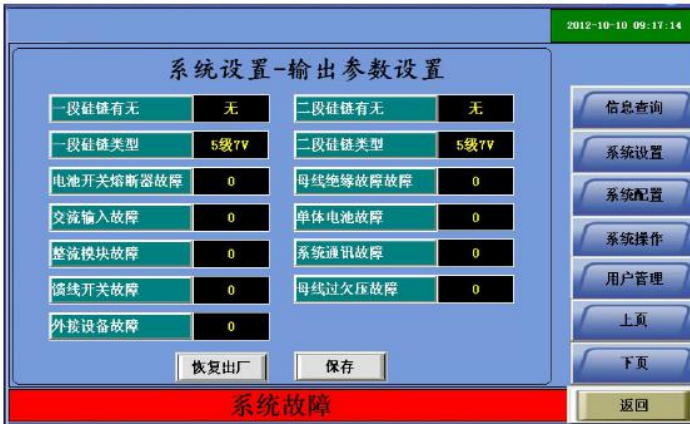 2012-10-10 09:17:14
系统设置-输出参数设置
一段硅链有无 无 二段硅链有无 无
一段硅链类型 5级7V 二段硅链类型 5级7V
电池开关熔断器故障 0 母线绝缘故障故障 0
交流输入故障 0 单体电池故障 0
整流模块故障 0 系统通讯故障 0
馈线开关故障 0 母线过欠压故障 0
外接设备故障 0
恢复出厂 保存
系统故障
信息查询
系统设置
系统配置
系统操作
用户管理
上页
下页
返回